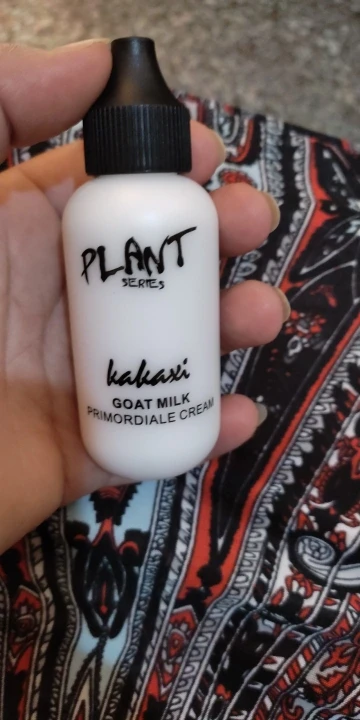 PLANT
SERIES
kakaxi
GOAT MILK
PRIMORDIALE CREAM